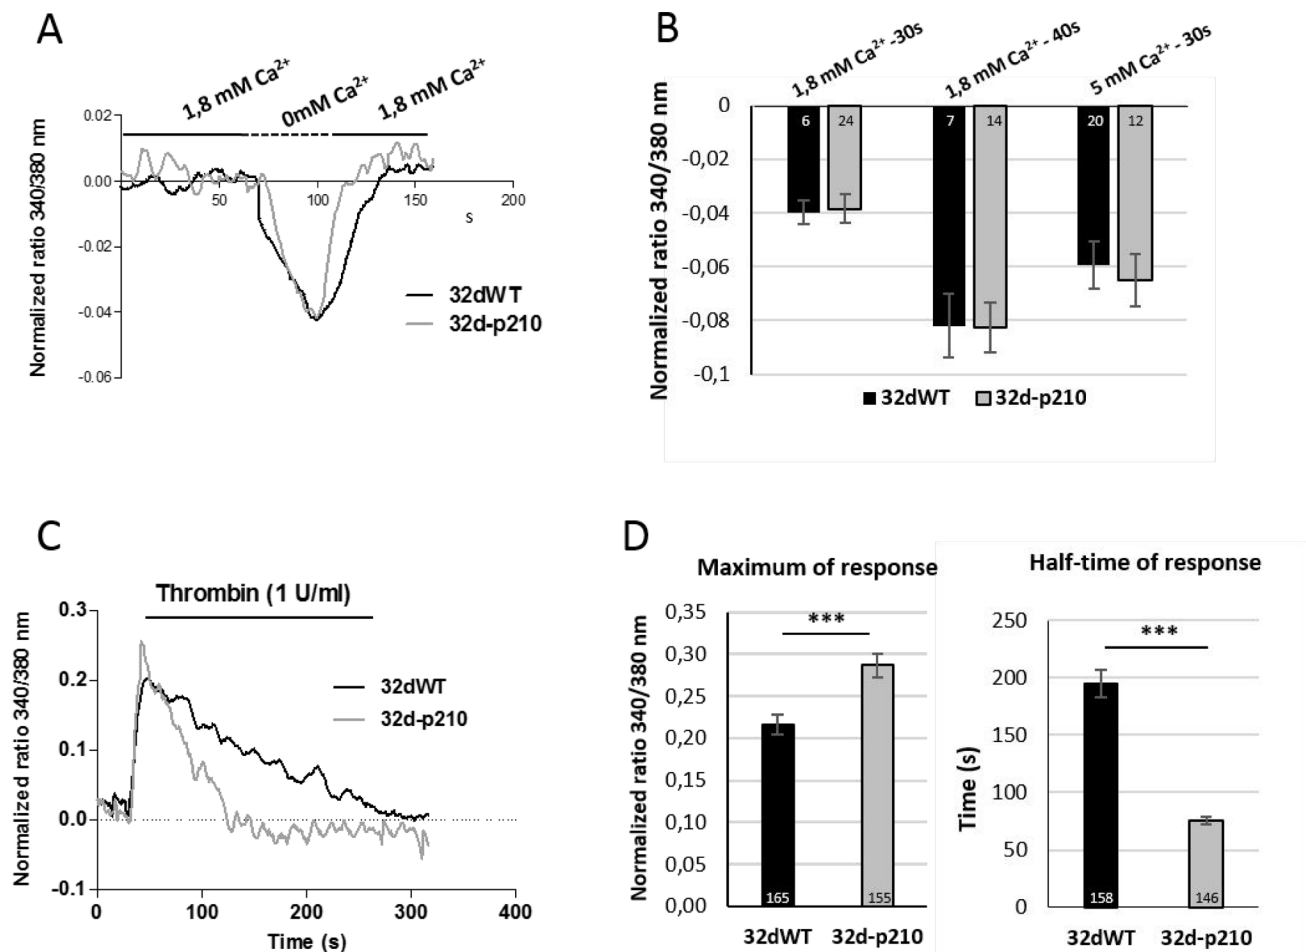 A
1,8 mM Ca²⁺
0mM Ca²⁺
1,8 mM Ca²⁺
Normalized ratio 340/380 nm
0.02
0.00
-0.02
-0.04
-0.06
50
100
150
200
s
32dWT
32d-p210
B
1,8 mM Ca²⁺ -30s
1,8 mM Ca²⁺ - 40s
5 mM Ca²⁺ - 30s
Normalized ratio 340/380 nm
0
-0,02
-0,04
-0,06
-0,08
-0,1
6
24
7
14
20
12
32dWT
32d-p210
C
Thrombin (1 U/ml)
Normalized ratio 340/380 nm
0.3
0.2
0.1
0.0
-0.1
32dWT
32d-p210
0
100
200
300
400
Time (s)
D
Maximum of response
Normalized ratio 340/380 nm
0,35
0,30
0,25
0,20
0,15
0,10
0,05
0,00
***
165
155
32dWT
32d-p210
Half-time of response
Time (s)
250
200
150
100
50
0
***
158
146
32dWT
32d-p210